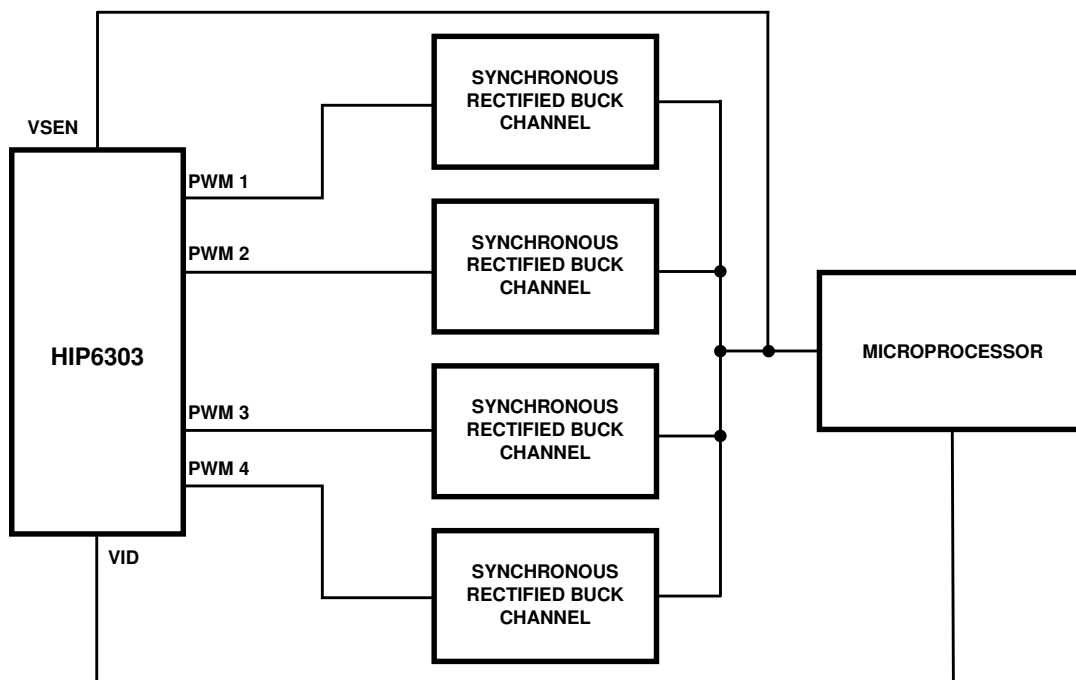 VSEN
HIP6303
PWM 1
PWM 2
PWM 3
PWM 4
VID
SYNCHRONOUS
RECTIFIED BUCK
CHANNEL
SYNCHRONOUS
RECTIFIED BUCK
CHANNEL
SYNCHRONOUS
RECTIFIED BUCK
CHANNEL
SYNCHRONOUS
RECTIFIED BUCK
CHANNEL
MICROPROCESSOR